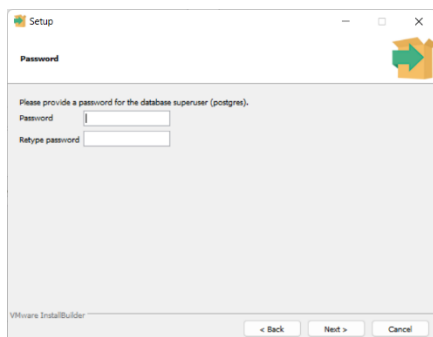 Setup
Password
Please provide a password for the database superuser (postgres).
Password
Retype password
VMware InstallBuilder
< Back Next > Cancel